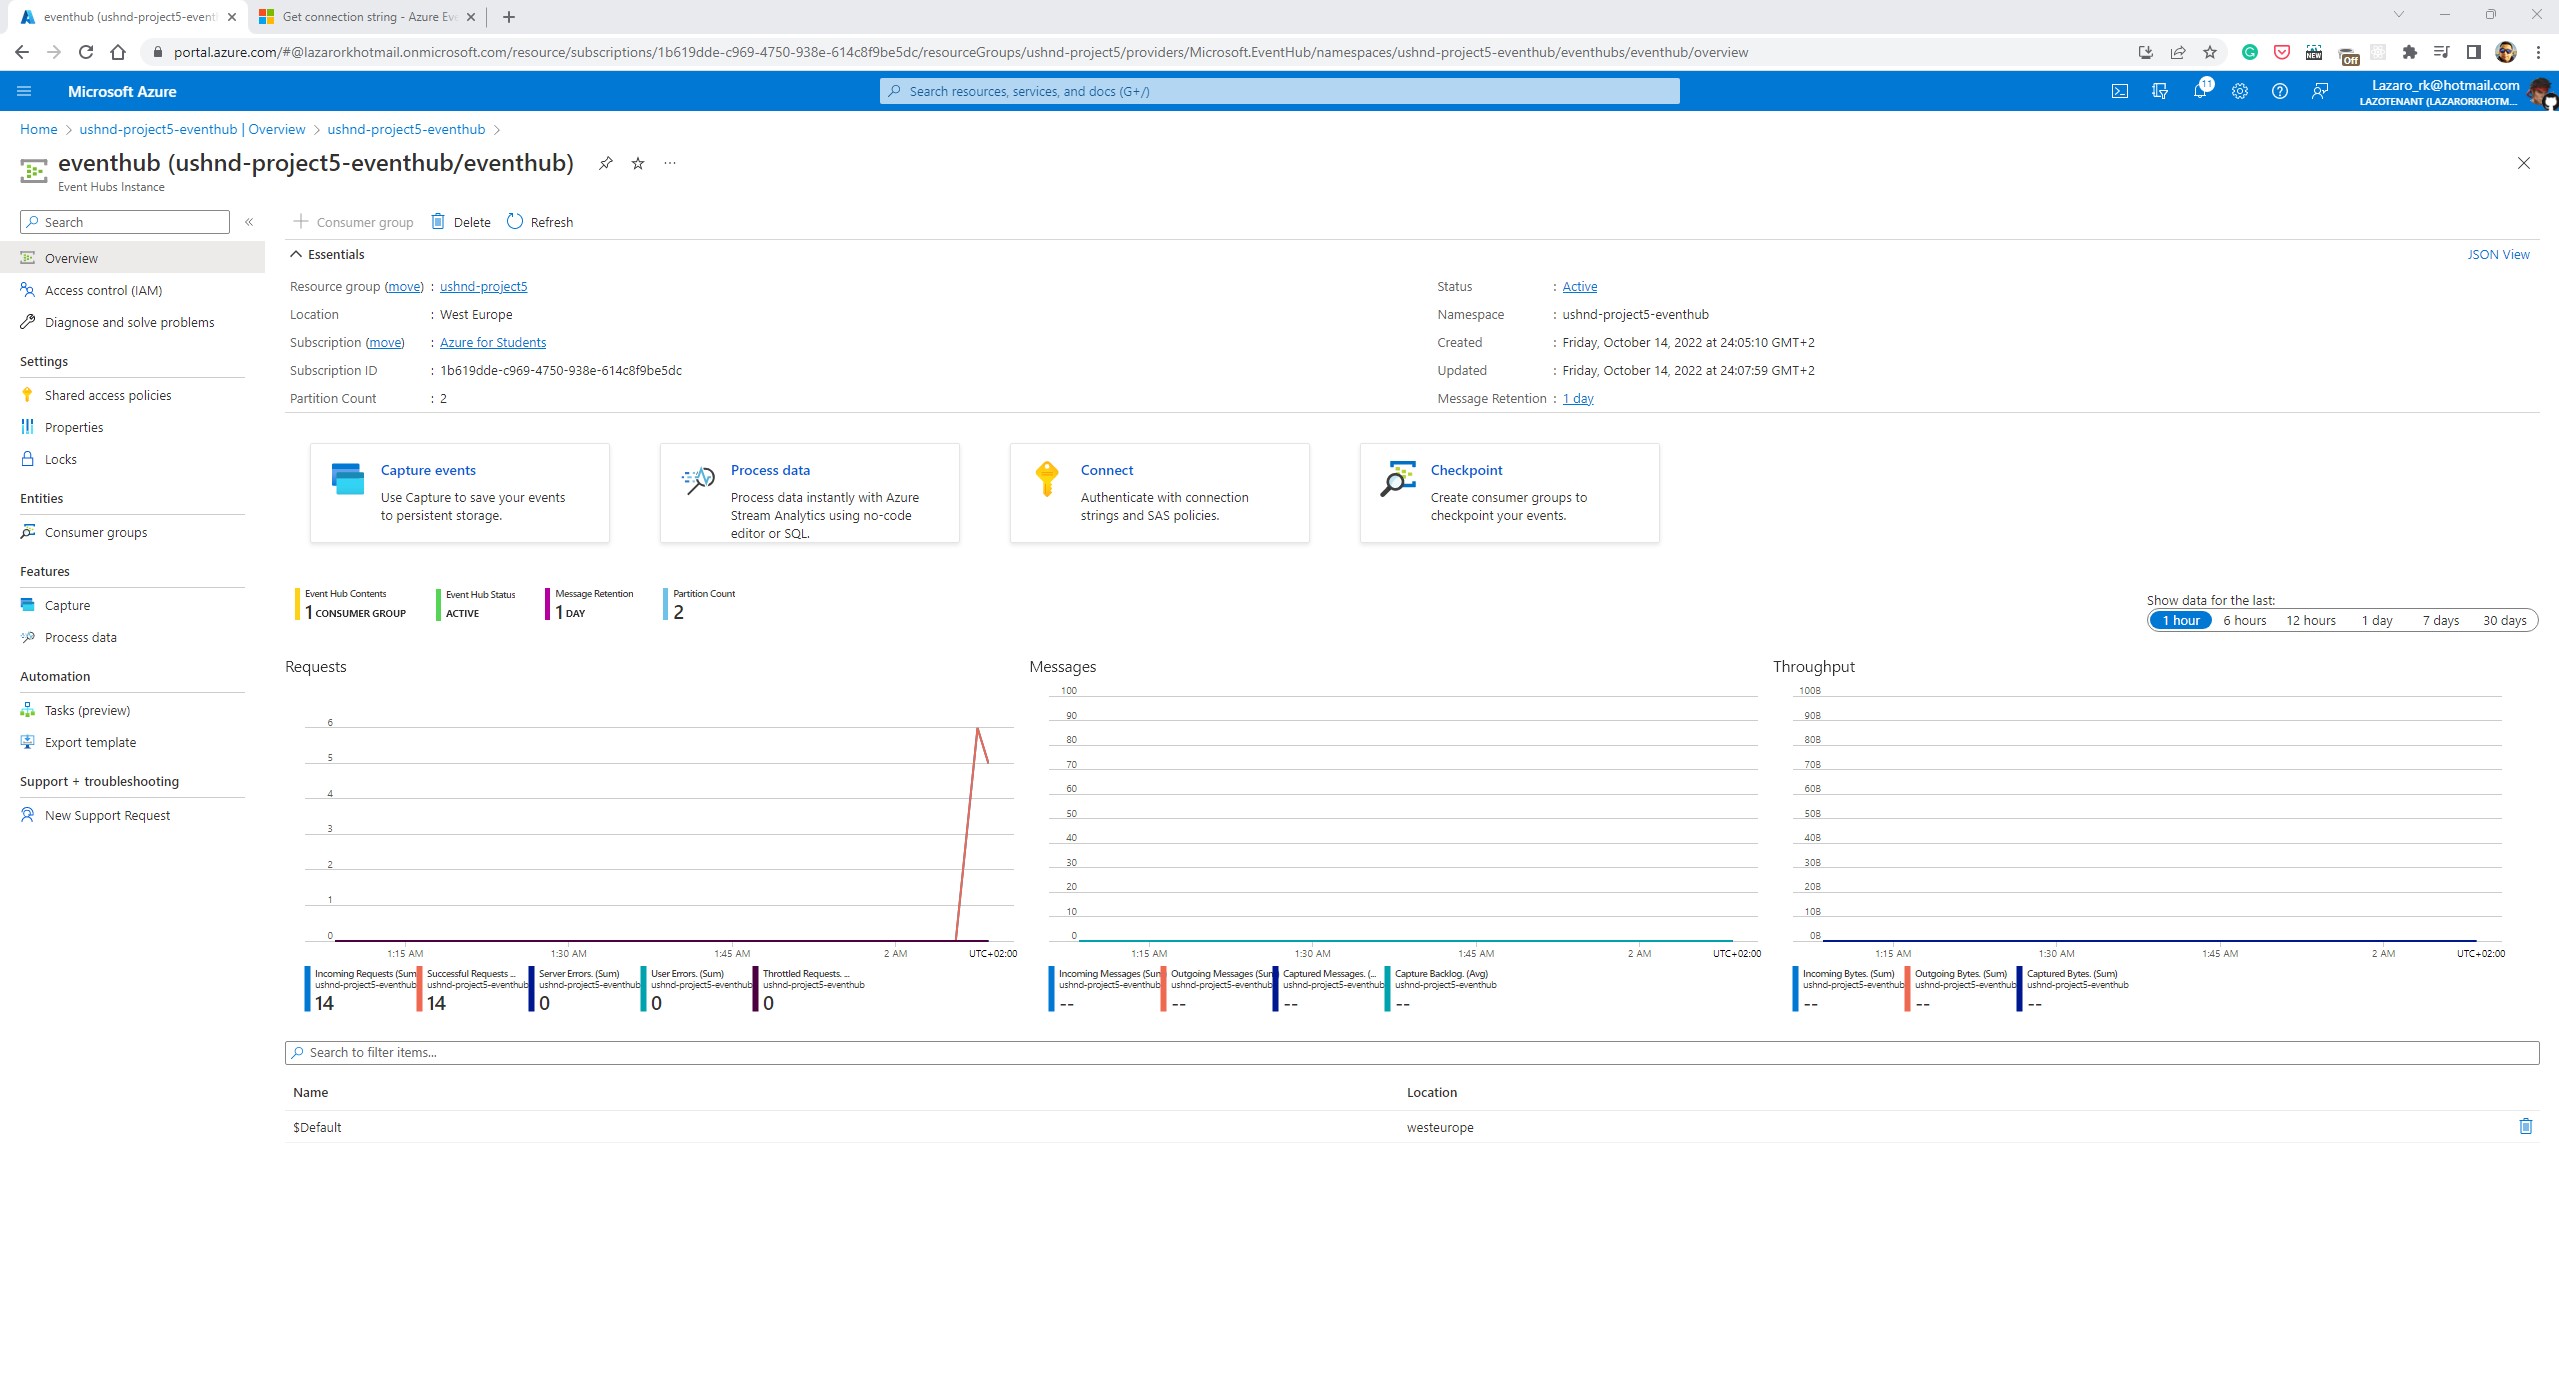 eventhub (ushnd-project5-event
Get connection string - Azure Eve
portal.azure.com/#@lazarorkhotmail.onmicrosoft.com/resource/subscriptions/1b619dde-c969-4750-938e-614c8f9be5dc/resourceGroups/ushnd-project5/providers/Microsoft.EventHub/namespaces/ushnd-project5-eventhub/eventhubs/eventhub/overview
NEW
Off
Microsoft Azure
Search resources, services, and docs (G+/)
11
Lazaro_rk@hotmail.com
LAZOTENANT (LAZARORKHOTM...
Home > ushnd-project5-eventhub | Overview > ushnd-project5-eventhub >
eventhub (ushnd-project5-eventhub/eventhub)
Event Hubs Instance
Search
Consumer group
Delete
Refresh
Overview
Access control (IAM)
Diagnose and solve problems
Settings
Shared access policies
Properties
Locks
Entities
Consumer groups
Features
Capture
Process data
Automation
Tasks (preview)
Export template
Support + troubleshooting
New Support Request
Essentials
JSON View
Resource group (move) : ushnd-project5
Location : West Europe
Subscription (move) : Azure for Students
Subscription ID : 1b619dde-c969-4750-938e-614c8f9be5dc
Partition Count : 2
Status : Active
Namespace : ushnd-project5-eventhub
Created : Friday, October 14, 2022 at 24:05:10 GMT+2
Updated : Friday, October 14, 2022 at 24:07:59 GMT+2
Message Retention : 1 day
Capture events
Use Capture to save your events
to persistent storage.
Process data
Process data instantly with Azure
Stream Analytics using no-code
editor or SQL.
Connect
Authenticate with connection
strings and SAS policies.
Checkpoint
Create consumer groups to
checkpoint your events.
Event Hub Contents
1 CONSUMER GROUP
Event Hub Status
ACTIVE
Message Retention
1 DAY
Partition Count
2
Show data for the last:
1 hour 6 hours 12 hours 1 day 7 days 30 days
Requests
6
5
4
3
2
1
0
1:15 AM 1:30 AM 1:45 AM 2 AM UTC+02:00
Incoming Requests (Sum
ushnd-project5-eventhub
14
Successful Requests ...
ushnd-project5-eventhub
14
Server Errors. (Sum)
ushnd-project5-eventhub
0
User Errors. (Sum)
ushnd-project5-eventhub
0
Throttled Requests. ...
ushnd-project5-eventhub
0
Messages
100
90
80
70
60
50
40
30
20
10
0
1:15 AM 1:30 AM 1:45 AM 2 AM UTC+02:00
Incoming Messages (Sum
ushnd-project5-eventhub
--
Outgoing Messages (Sum
ushnd-project5-eventhub
--
Captured Messages. (...
ushnd-project5-eventhub
--
Capture Backlog. (Avg)
ushnd-project5-eventhub
--
Throughput
100B
90B
80B
70B
60B
50B
40B
30B
20B
10B
0B
1:15 AM 1:30 AM 1:45 AM 2 AM UTC+02:00
Incoming Bytes. (Sum)
ushnd-project5-eventhub
--
Outgoing Bytes. (Sum)
ushnd-project5-eventhub
--
Captured Bytes. (Sum)
ushnd-project5-eventhub
--
Search to filter items...
Name Location
$Default westeurope